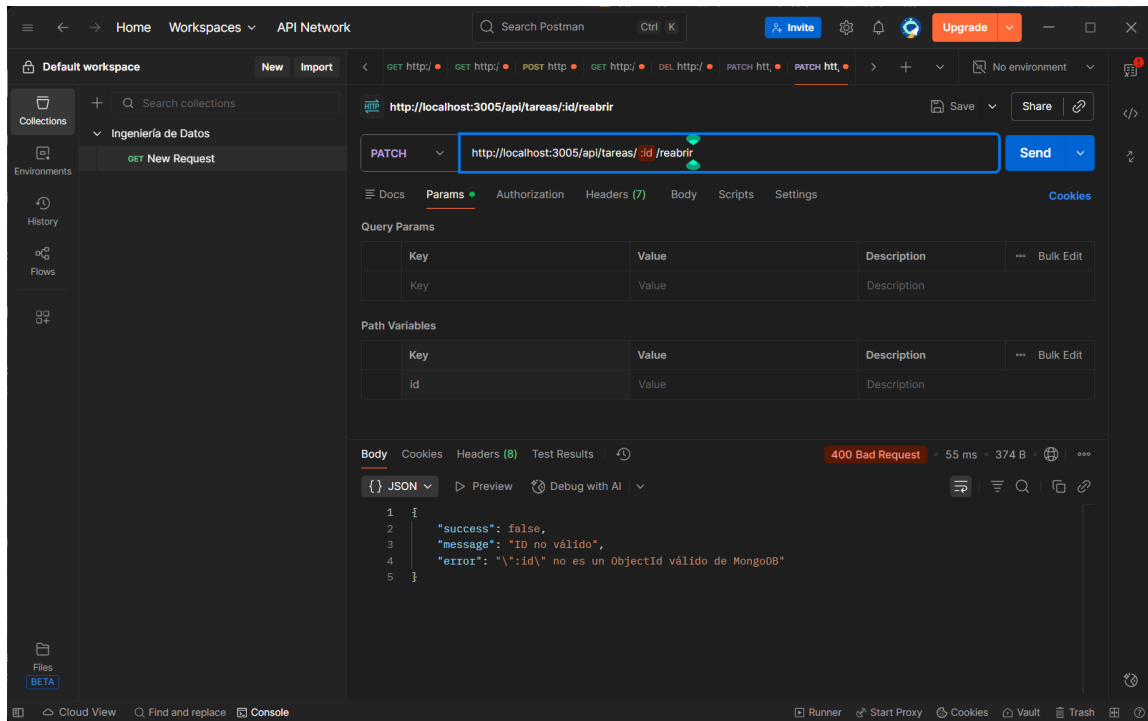 Home Workspaces API Network Search Postman Ctrl K Invite Upgrade
Default workspace New Import GET http:/ GET http:/ POST http GET http:/ DEL http:/ PATCH htt, PATCH htt, No environment
Collections Search collections http://localhost:3005/api/tareas/:id/reabrir Save Share
Ingeniería de Datos
GET New Request PATCH http://localhost:3005/api/tareas/ :id /reabrir Send
Environments
Docs Params Authorization Headers (7) Body Scripts Settings Cookies
History
Query Params
Flows Key Value Description Bulk Edit
Key Value Description
Path Variables
Key Value Description Bulk Edit
id Value Description
Body Cookies Headers (8) Test Results 400 Bad Request 55 ms 374 B
{} JSON Preview Debug with AI
1 {
2 "success": false,
3 "message": "ID no válido",
4 "error": "\":id\" no es un ObjectId válido de MongoDB"
5 }
Files
BETA
Cloud View Find and replace Console Runner Start Proxy Cookies Vault Trash